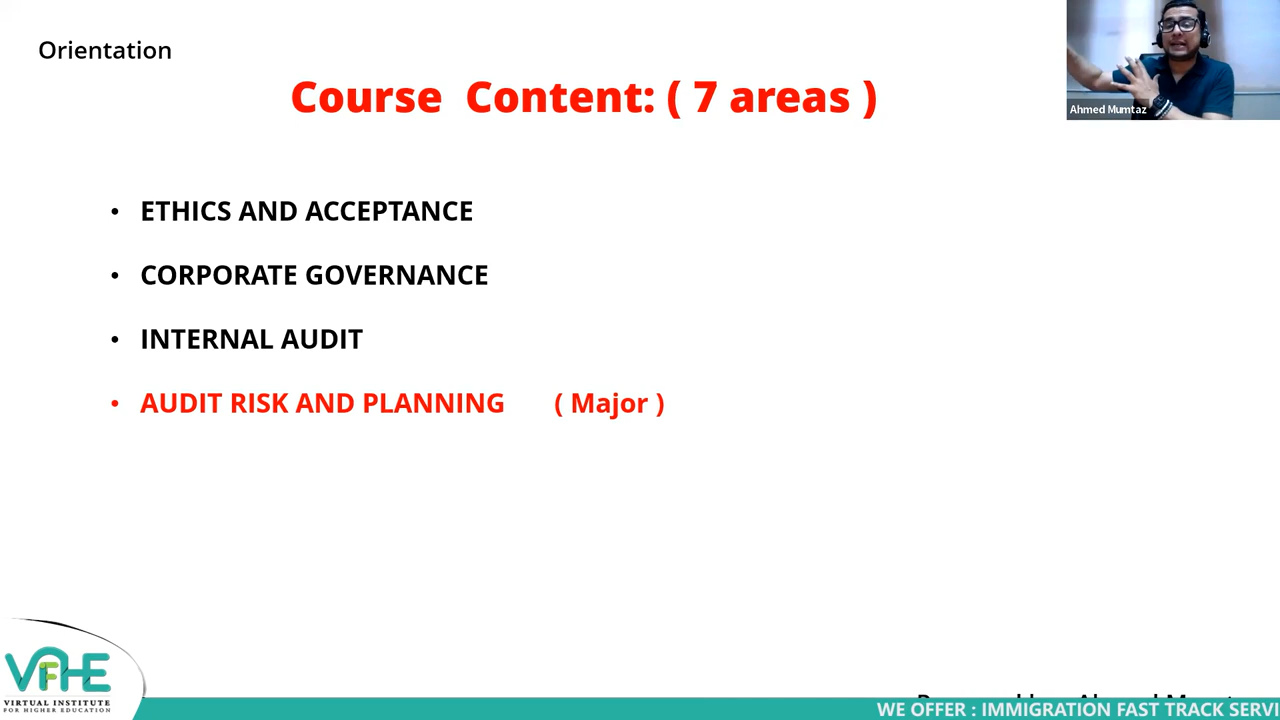 Orientation
Course Content: ( 7 areas )
Ahmed Mumtaz
• ETHICS AND ACCEPTANCE
• CORPORATE GOVERNANCE
• INTERNAL AUDIT
• AUDIT RISK AND PLANNING ( Major )
VFHE
VIRTUAL INSTITUTE
FOR HIGHER EDUCATION
WE OFFER : IMMIGRATION FAST TRACK SERVI